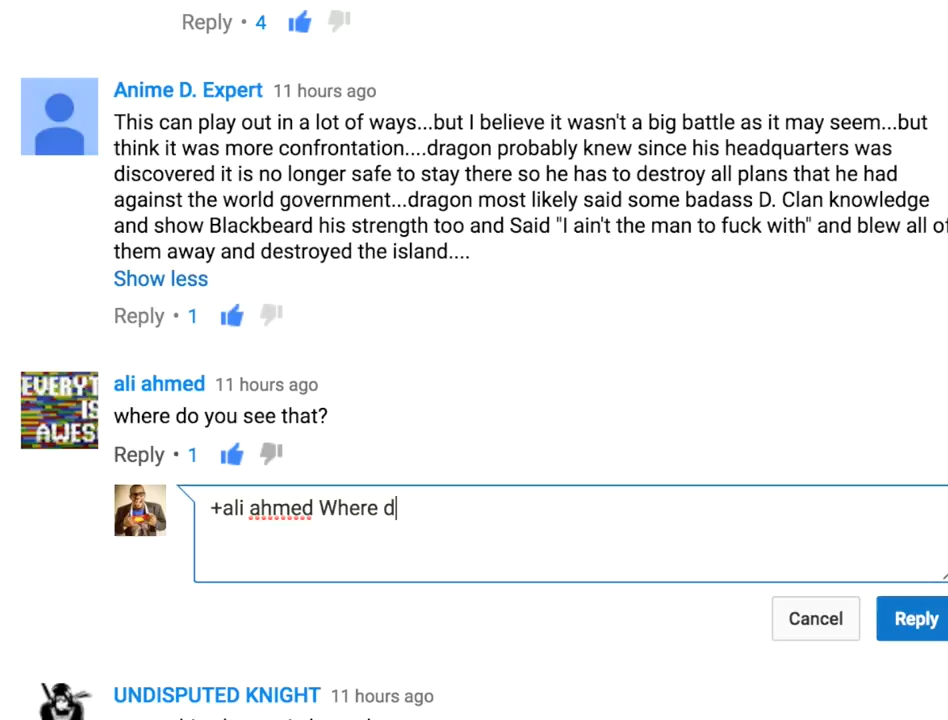 Reply • 4
Anime D. Expert 11 hours ago
This can play out in a lot of ways...but I believe it wasn't a big battle as it may seem...but
think it was more confrontation....dragon probably knew since his headquarters was
discovered it is no longer safe to stay there so he has to destroy all plans that he had
against the world government...dragon most likely said some badass D. Clan knowledge
and show Blackbeard his strength too and Said "I ain't the man to fuck with" and blew all of
them away and destroyed the island....
Show less
Reply • 1
EVERYT
IS
AWES
ali ahmed 11 hours ago
where do you see that?
Reply • 1
+ali ahmed Where d
Cancel
Reply
UNDISPUTED KNIGHT 11 hours ago